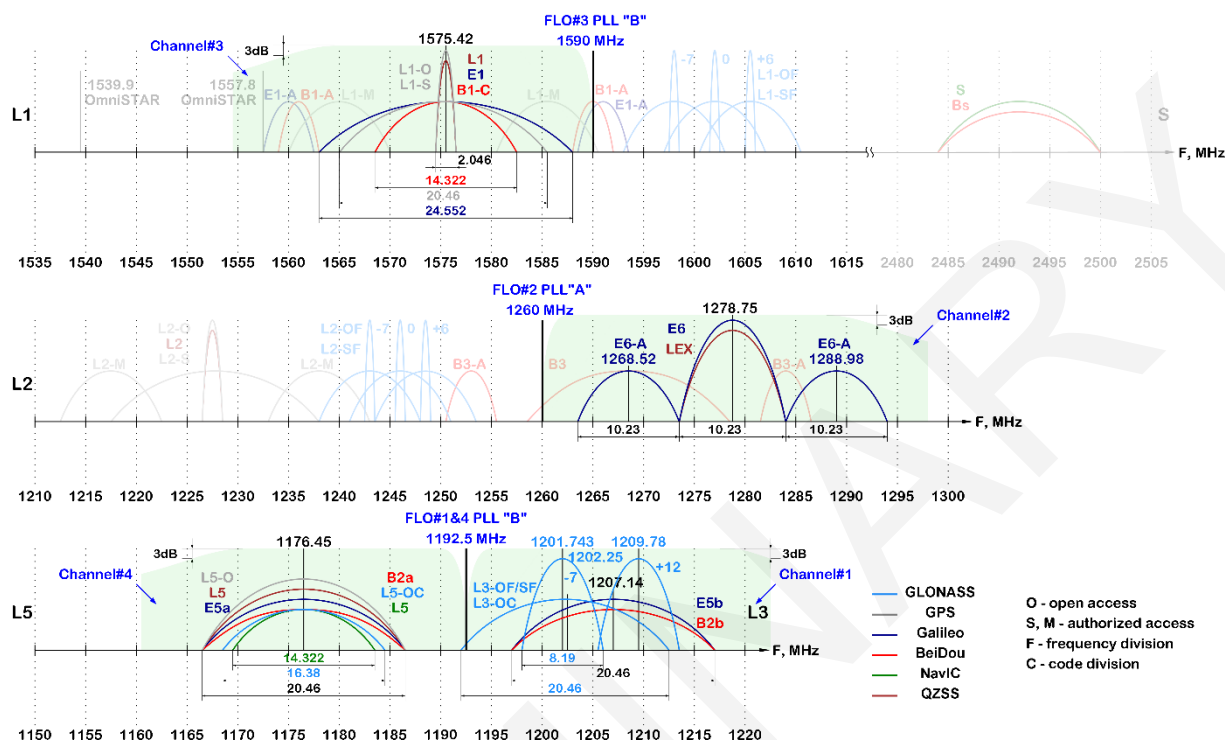 FLO#3 PLL "B"
1590 MHz
Channel#3
3dB
1575.42
1539.9
OmniSTAR
1557.8
OmniSTAR
L1-O
L1-S
L1
E1
B1-C
-7
0
+6
L1-OF
L1-SF
E1-A
B1-A
L1-M
L1-M
B1-A
E1-A
S
Bs
L1
S
F, MHz
2.046
14.322
20.46
24.552
1535 1540 1545 1550 1555 1560 1565 1570 1575 1580 1585 1590 1595 1600 1605 1610 1615 2480 2485 2490 2495 2500 2505
FLO#2 PLL"A"
1260 MHz
1278.75
3dB
Channel#2
L2-O
L2
L2-S
L2-OF
L2-SF
-7
0
+6
E6
LEX
E6-A
1268.52
E6-A
1288.98
L2-M
L2-M
B3-A
B3
B3-A
L2
F, MHz
10.23
10.23
10.23
1210 1215 1220 1225 1230 1235 1240 1245 1250 1255 1260 1265 1270 1275 1280 1285 1290 1295 1300
FLO#1&4 PLL "B"
1192.5 MHz
3dB
1176.45
1201.743
1209.78
1202.25
3dB
Channel#4
Channel#1
L5-O
L5
E5a
B2a
L5-OC
L5
L3-OF/SF
L3-OC
-7
1207.14
+12
E5b
B2b
L5
L3
F, MHz
14.322
16.38
20.46
8.19
20.46
20.46
1150 1155 1160 1165 1170 1175 1180 1185 1190 1195 1200 1205 1210 1215 1220
GLONASS
GPS
Galileo
BeiDou
NavIC
QZSS
O - open access
S, M - authorized access
F - frequency division
C - code division